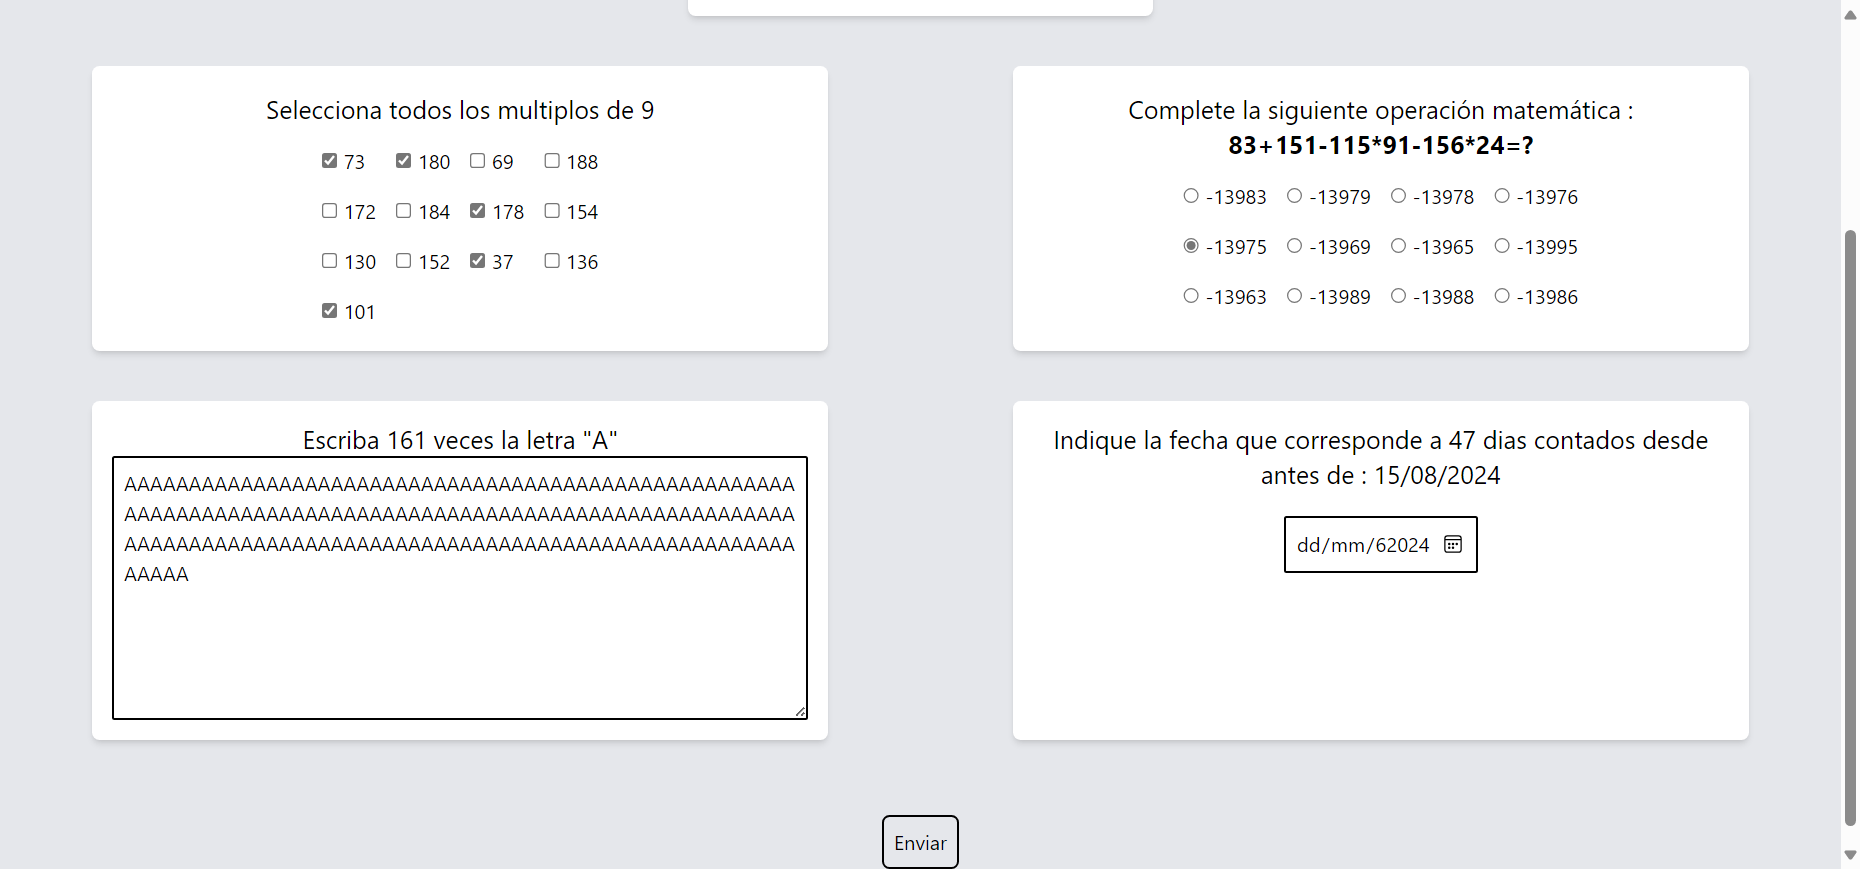 Selecciona todos los multiplos de 9
73 180 69 188
172 184 178 154
130 152 37 136
101
Complete la siguiente operación matemática :
83+151-115*91-156*24=?
-13983 -13979 -13978 -13976
-13975 -13969 -13965 -13995
-13963 -13989 -13988 -13986
Escriba 161 veces la letra "A"
AAAAAAAAAAAAAAAAAAAAAAAAAAAAAAAAAAAAAAAAAAAAAAAAAAAA
AAAAAAAAAAAAAAAAAAAAAAAAAAAAAAAAAAAAAAAAAAAAAAAAAAAA
AAAAAAAAAAAAAAAAAAAAAAAAAAAAAAAAAAAAAAAAAAAAAAAAAAAA
AAAAA
Indique la fecha que corresponde a 47 dias contados desde
antes de : 15/08/2024
dd/mm/62024
Enviar